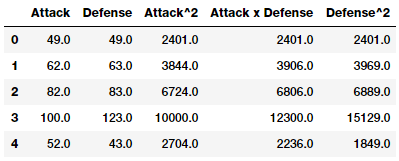 Attack Defense Attack^2 Attack x Defense Defense^2
0 49.0 49.0 2401.0 2401.0 2401.0
1 62.0 63.0 3844.0 3906.0 3969.0
2 82.0 83.0 6724.0 6806.0 6889.0
3 100.0 123.0 10000.0 12300.0 15129.0
4 52.0 43.0 2704.0 2236.0 1849.0